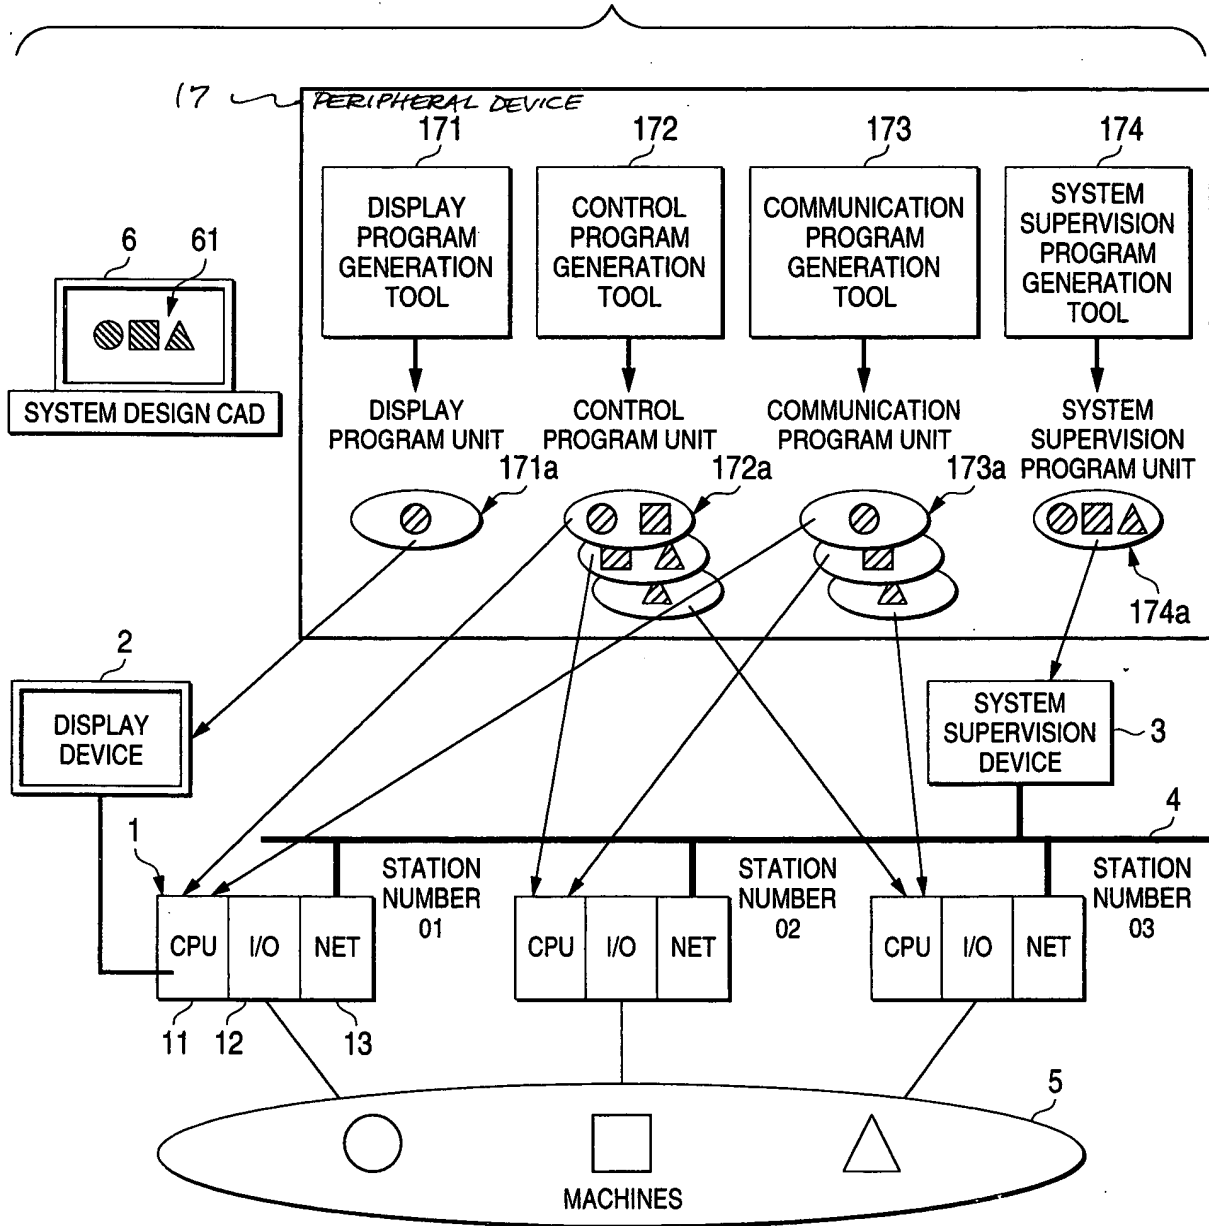 17 PERIPHERAL DEVICE
171 172 173 174
DISPLAY
PROGRAM
GENERATION
TOOL
CONTROL
PROGRAM
GENERATION
TOOL
COMMUNICATION
PROGRAM
GENERATION
TOOL
SYSTEM
SUPERVISION
PROGRAM
GENERATION
TOOL
6 61
SYSTEM DESIGN CAD
DISPLAY
PROGRAM UNIT
CONTROL
PROGRAM UNIT
COMMUNICATION
PROGRAM UNIT
SYSTEM
SUPERVISION
PROGRAM UNIT
171a 172a 173a
174a
2
DISPLAY
DEVICE
SYSTEM
SUPERVISION
DEVICE
3
4
1
STATION
NUMBER
01
STATION
NUMBER
02
STATION
NUMBER
03
CPU I/O NET
CPU I/O NET
CPU I/O NET
11 12 13
5
MACHINES